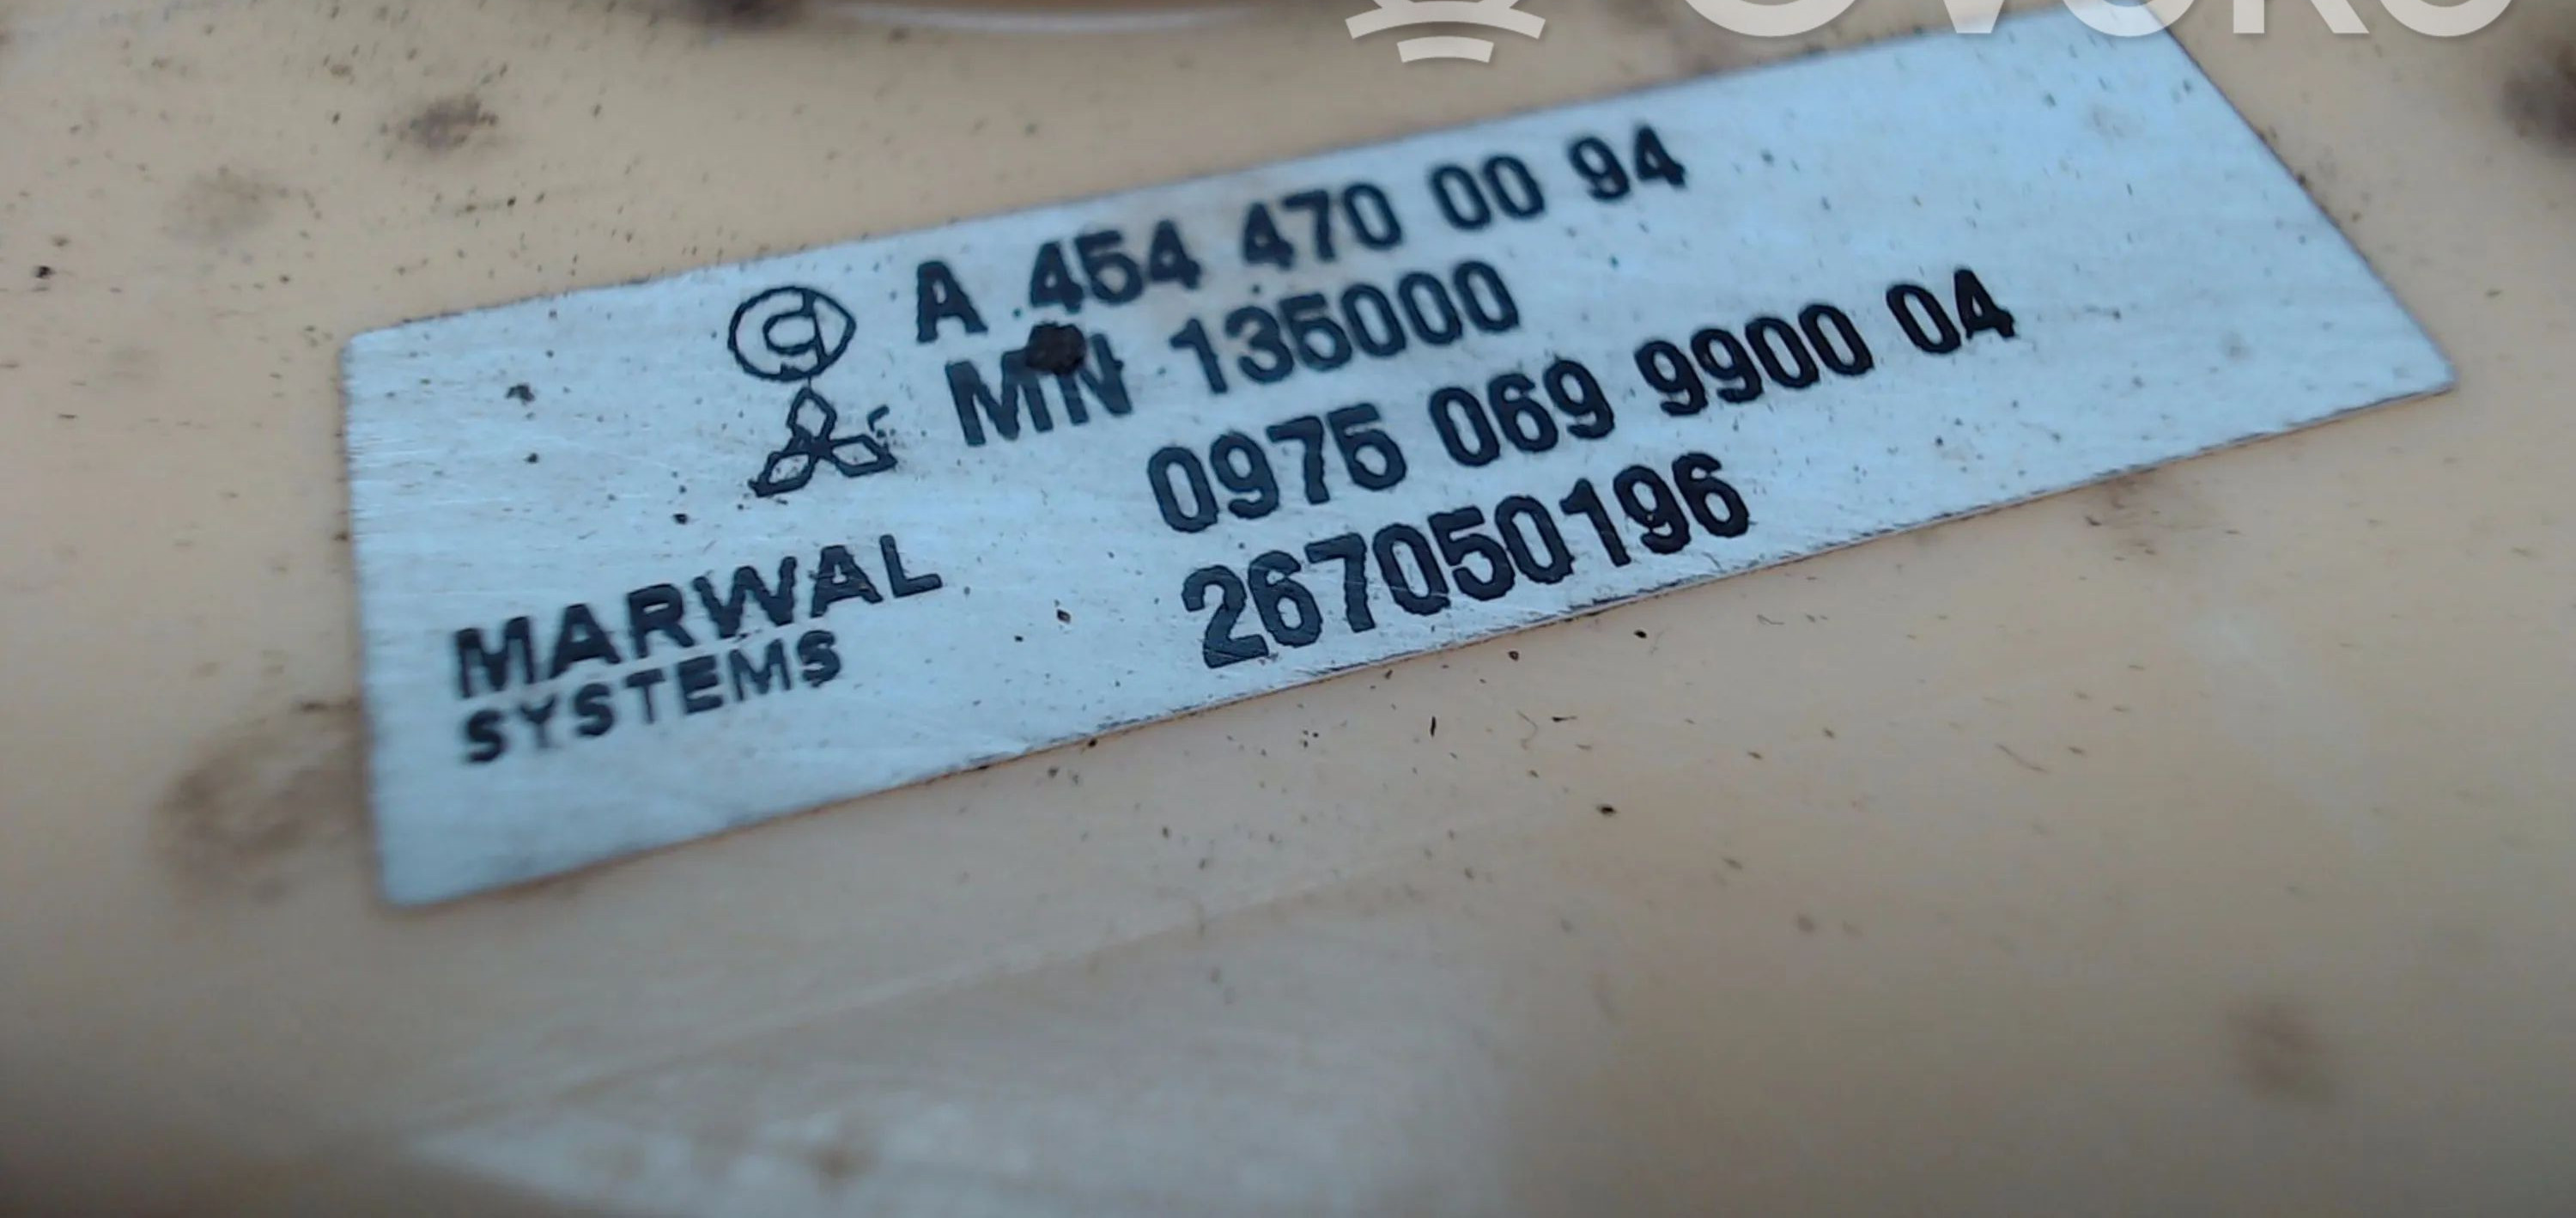 A 454 470 00 94
MN 135000
0975 069 9900 04
267050196
MARWAL
SYSTEMS